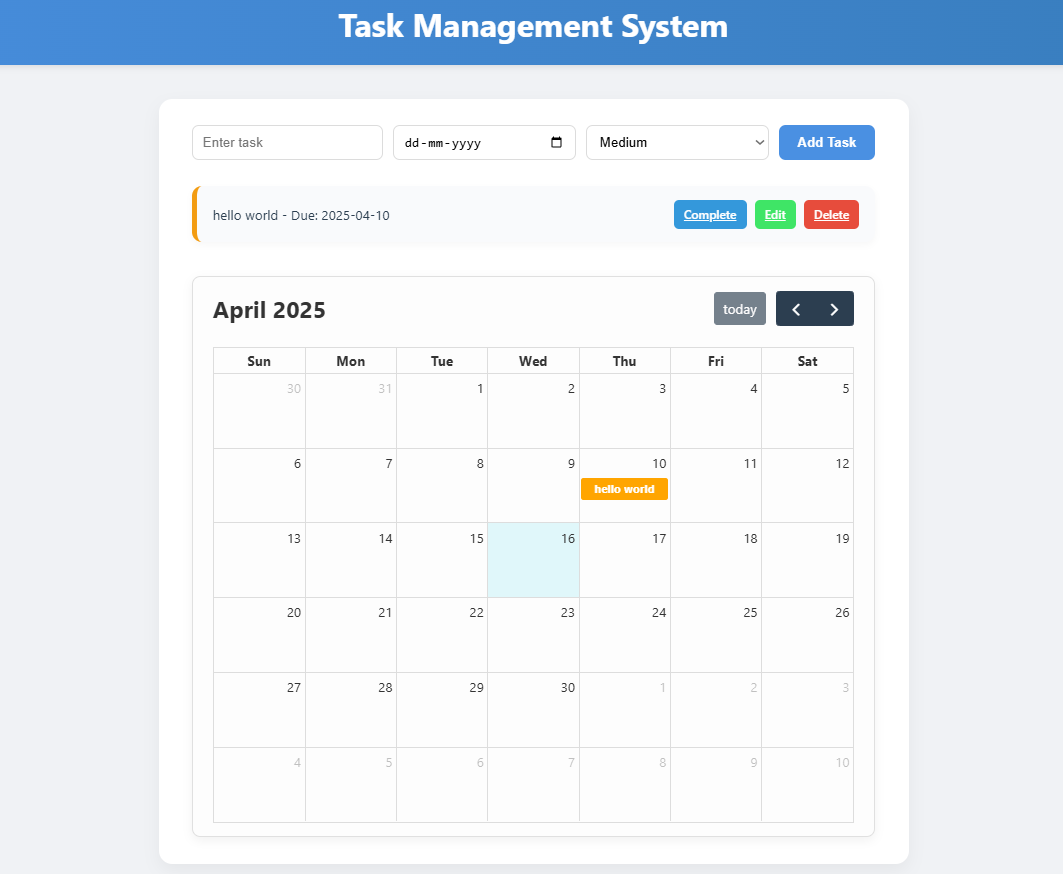 Task Management System
Enter task dd-mm-yyyy Medium Add Task
hello world - Due: 2025-04-10 Complete Edit Delete
April 2025 today
Sun Mon Tue Wed Thu Fri Sat
30 31 1 2 3 4 5
6 7 8 9 10 11 12
hello world
13 14 15 16 17 18 19
20 21 22 23 24 25 26
27 28 29 30 1 2 3
4 5 6 7 8 9 10